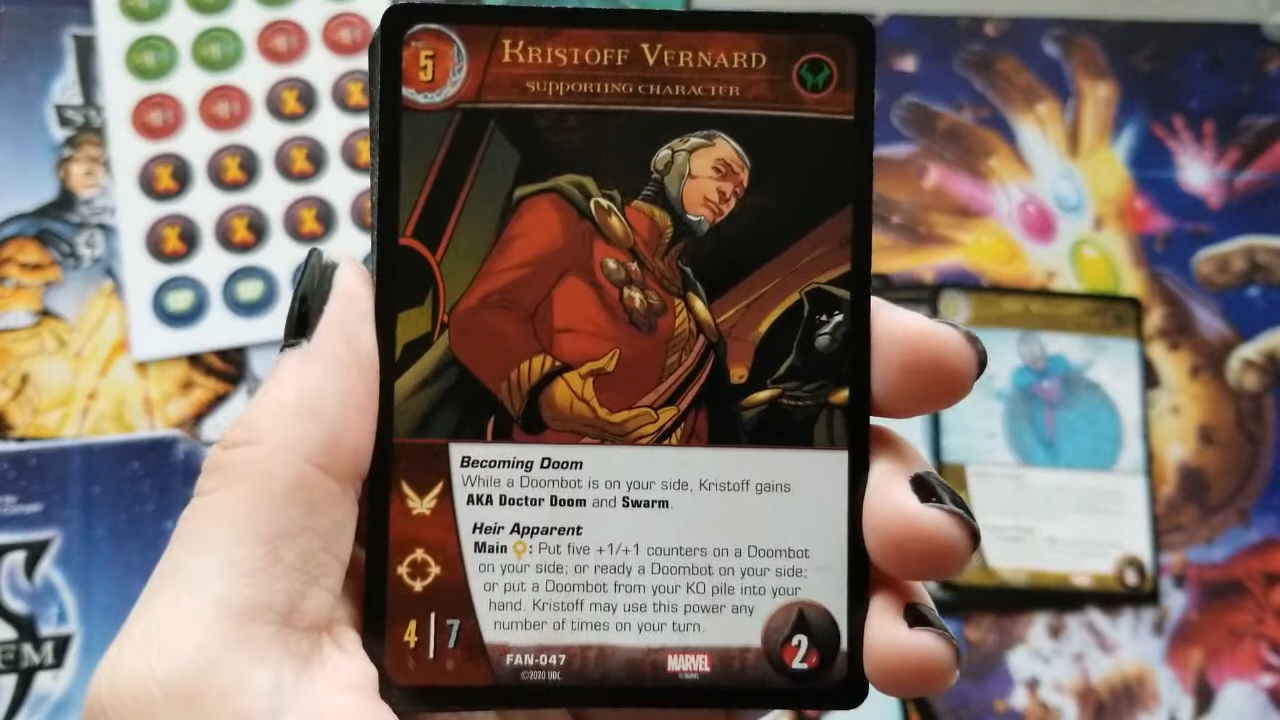 5
KRISTOFF VERNARD
SUPPORTING CHARACTER
Becoming Doom
While a Doombot is on your side, Kristoff gains
AKA Doctor Doom and Swarm.
Heir Apparent
Main : Put five +1/+1 counters on a Doombot
on your side; or ready a Doombot on your side;
or put a Doombot from your KO pile into your
hand. Kristoff may use this power any
number of times on your turn.
4 | 7
2
FAN-047
MARVEL
©2020 UDC